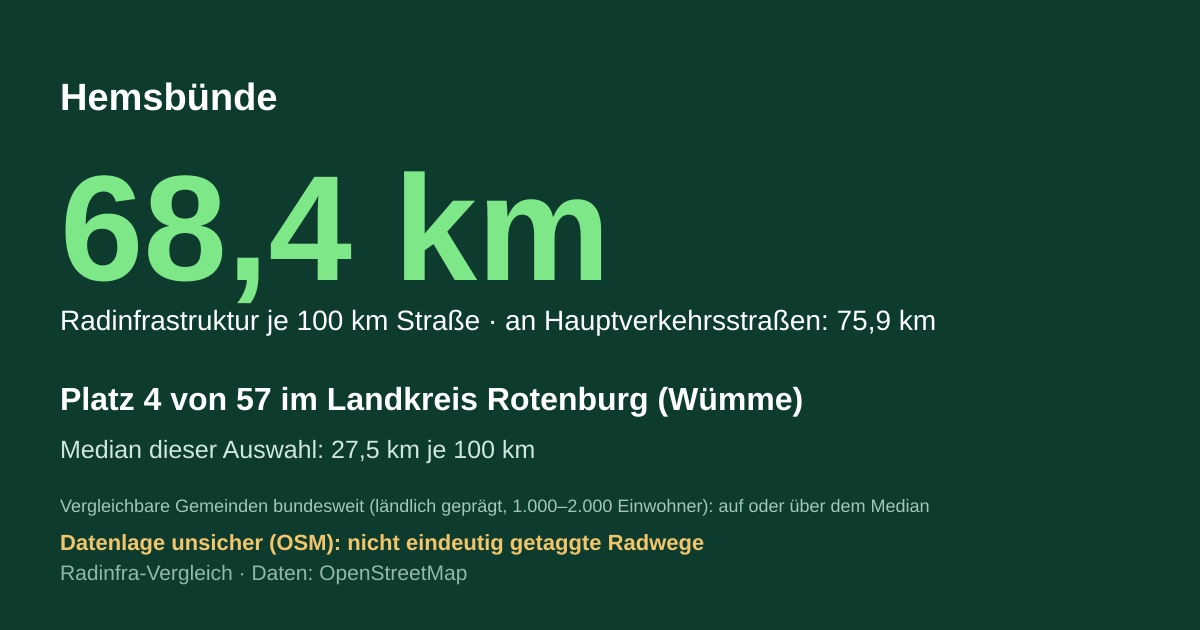 Hemsbünde
68,4 km
Radinfrastruktur je 100 km Straße · an Hauptverkehrsstraßen: 75,9 km
Platz 4 von 57 im Landkreis Rotenburg (Wümme)
Median dieser Auswahl: 27,5 km je 100 km
Vergleichbare Gemeinden bundesweit (ländlich geprägt, 1.000–2.000 Einwohner): auf oder über dem Median
Datenlage unsicher (OSM): nicht eindeutig getaggte Radwege
Radinfra-Vergleich · Daten: OpenStreetMap